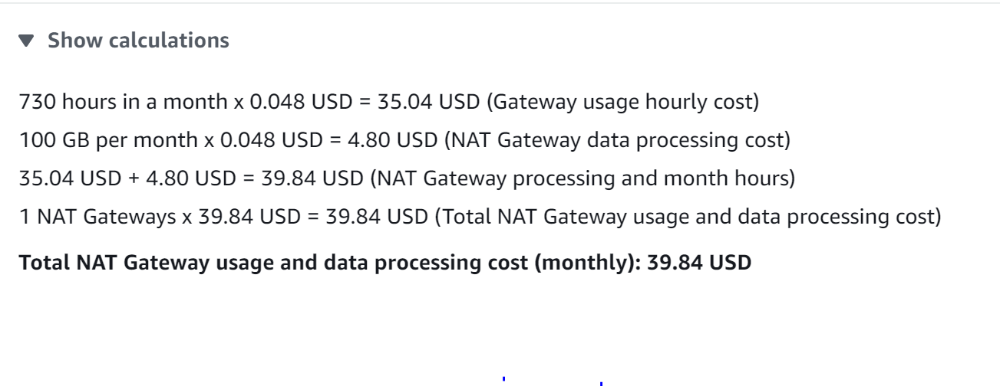 Show calculations
730 hours in a month x 0.048 USD = 35.04 USD (Gateway usage hourly cost)
100 GB per month x 0.048 USD = 4.80 USD (NAT Gateway data processing cost)
35.04 USD + 4.80 USD = 39.84 USD (NAT Gateway processing and month hours)
1 NAT Gateways x 39.84 USD = 39.84 USD (Total NAT Gateway usage and data processing cost)
Total NAT Gateway usage and data processing cost (monthly): 39.84 USD